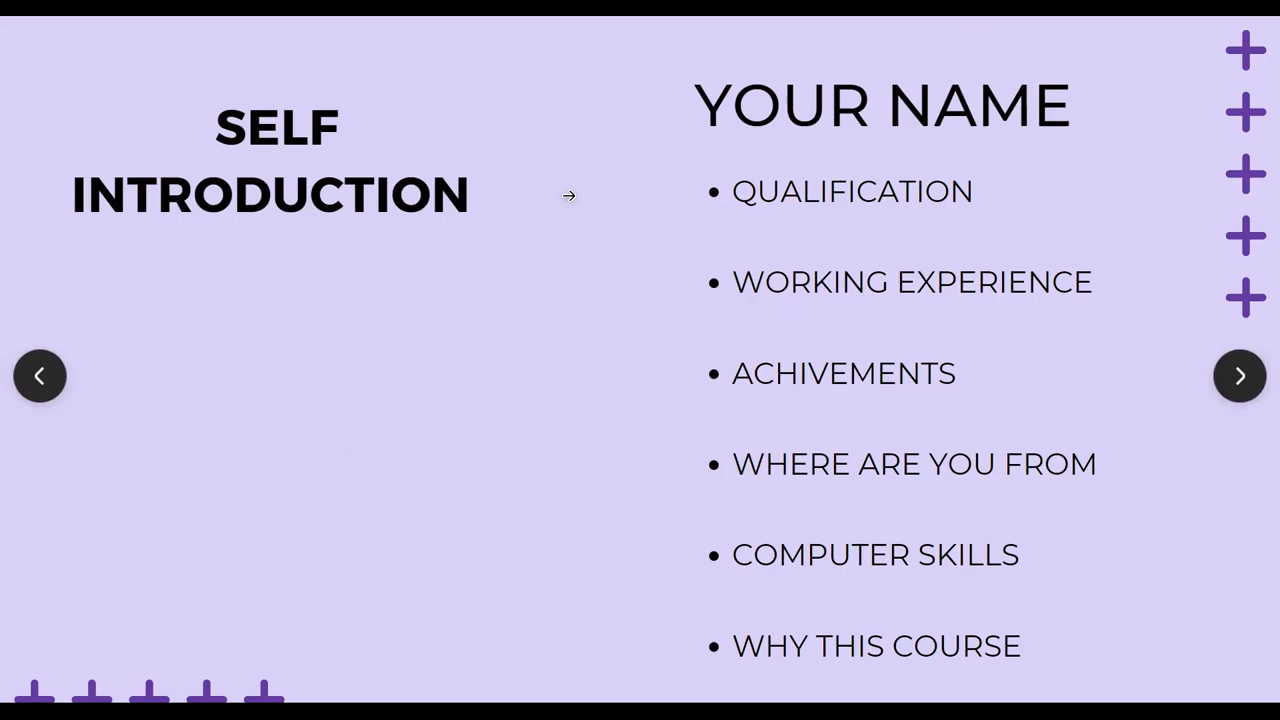 SELF
INTRODUCTION
YOUR NAME
• QUALIFICATION
• WORKING EXPERIENCE
• ACHIVEMENTS
• WHERE ARE YOU FROM
• COMPUTER SKILLS
• WHY THIS COURSE